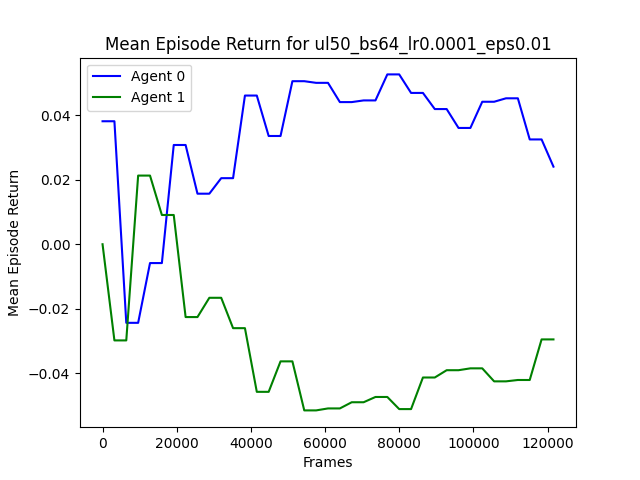 Mean Episode Return for ul50_bs64_lr0.0001_eps0.01
Agent 0
Agent 1
0.04
0.02
0.00
−0.02
−0.04
Mean Episode Return
0 20000 40000 60000 80000 100000 120000
Frames